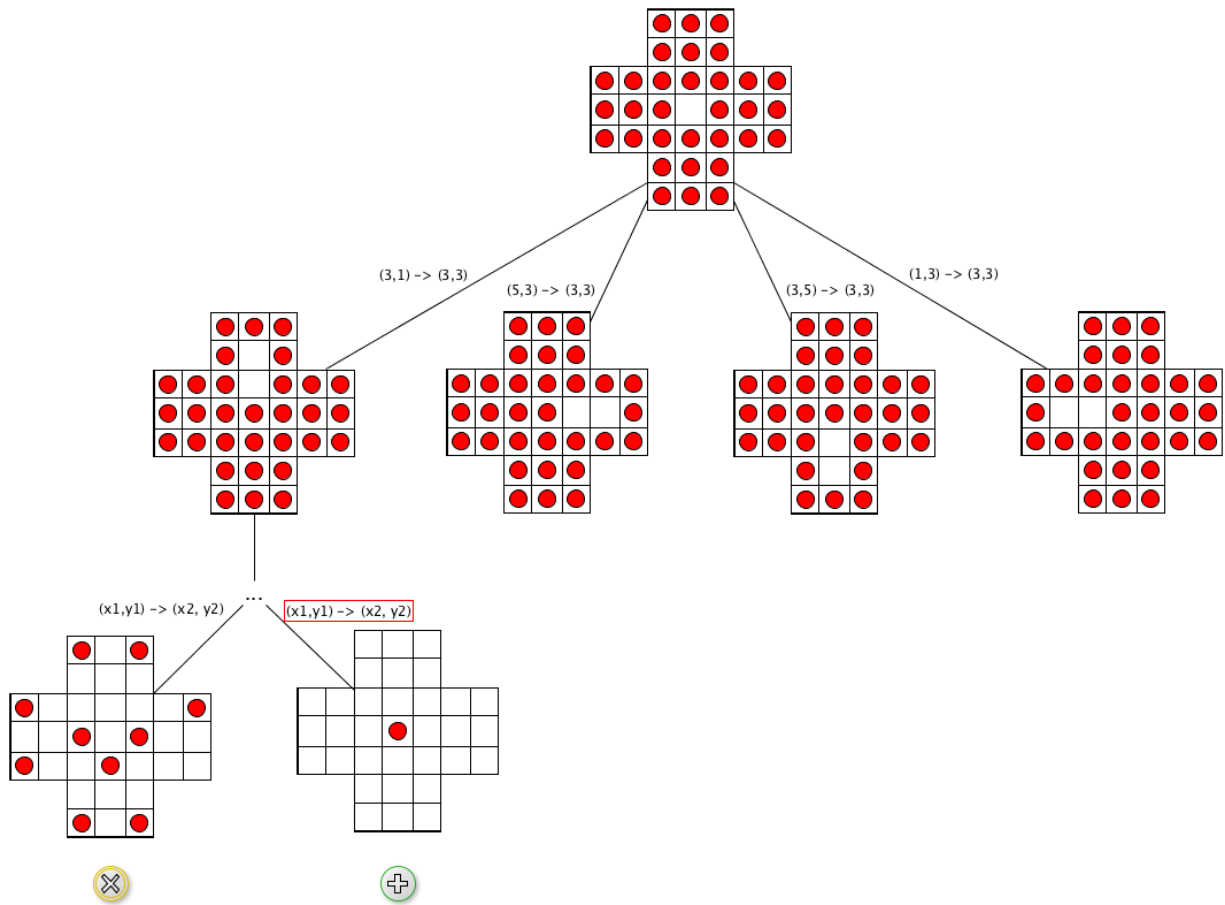 (3,1) -> (3,3)
(5,3) -> (3,3)
(3,5) -> (3,3)
(1,3) -> (3,3)
...
(x1,y1) -> (x2, y2)
(x1,y1) -> (x2, y2)